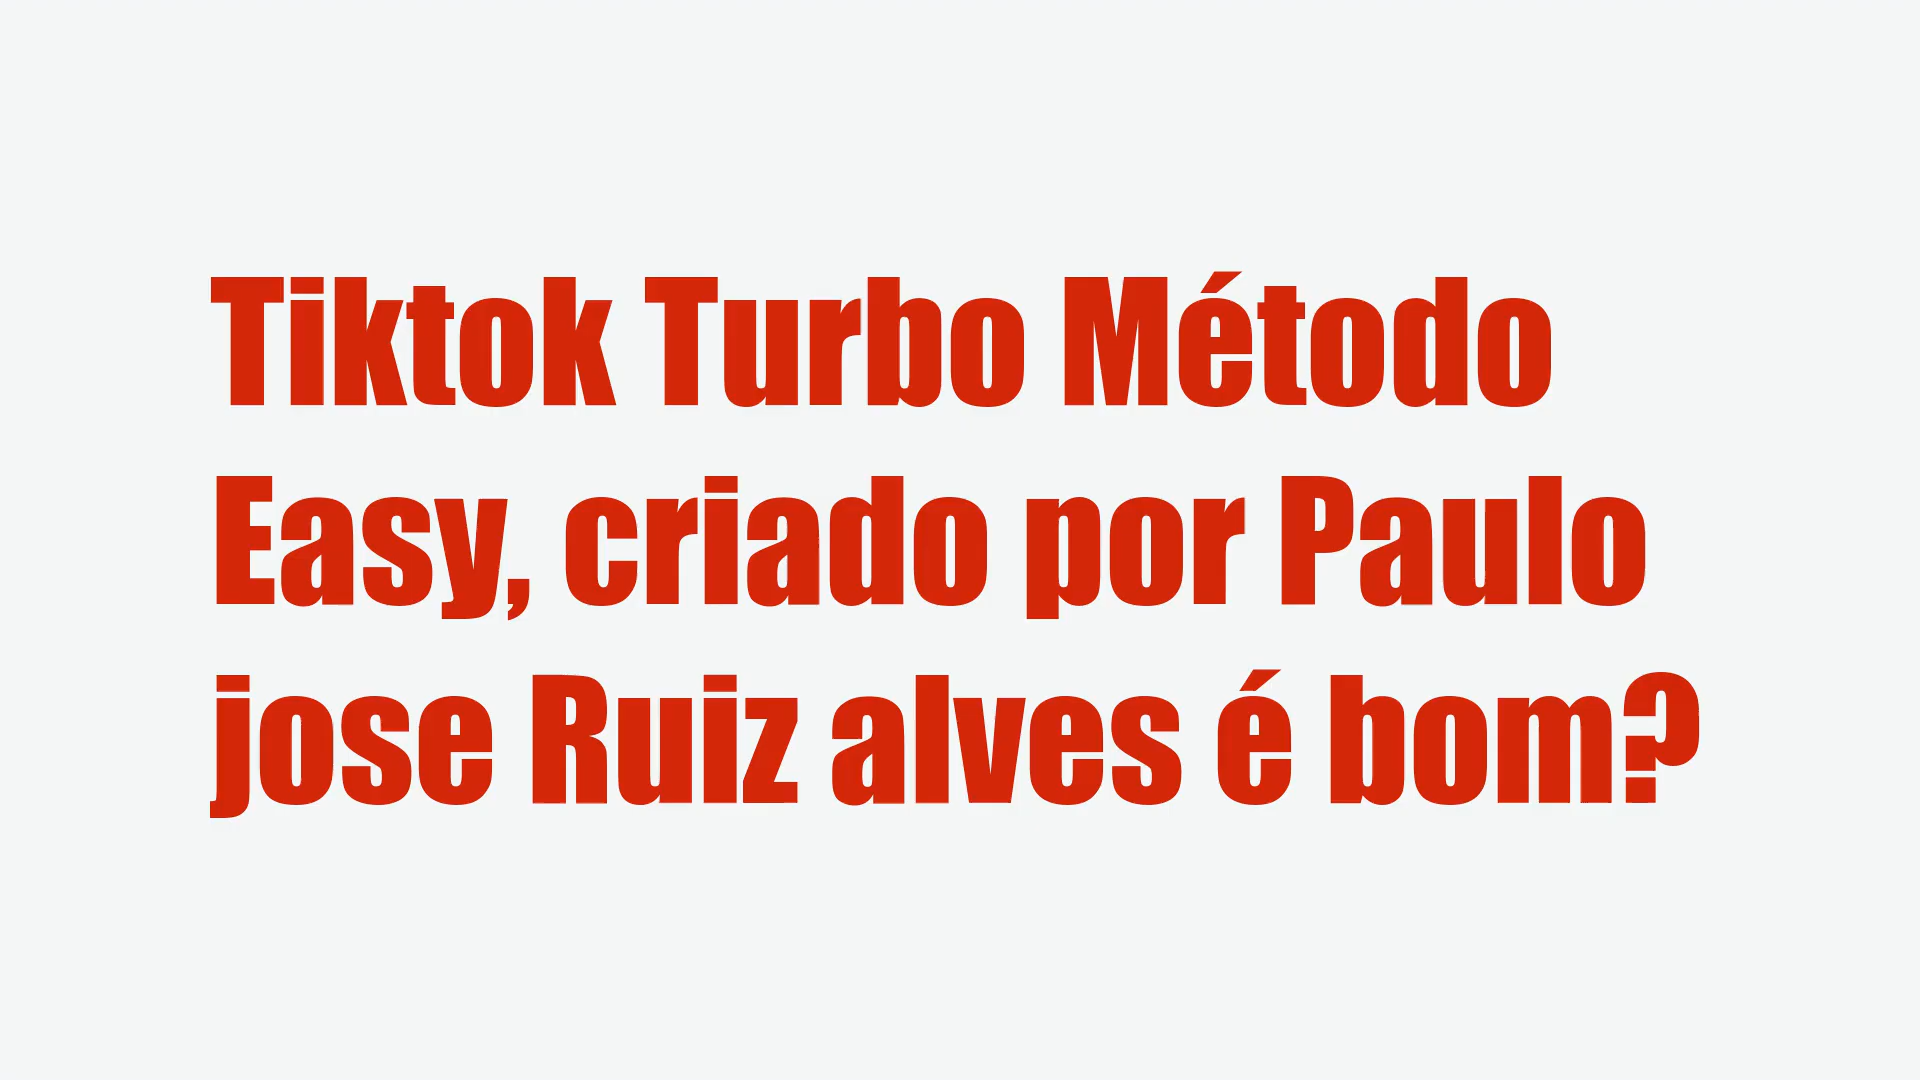 Tiktok Turbo Método
Easy, criado por Paulo
jose Ruiz alves é bom?